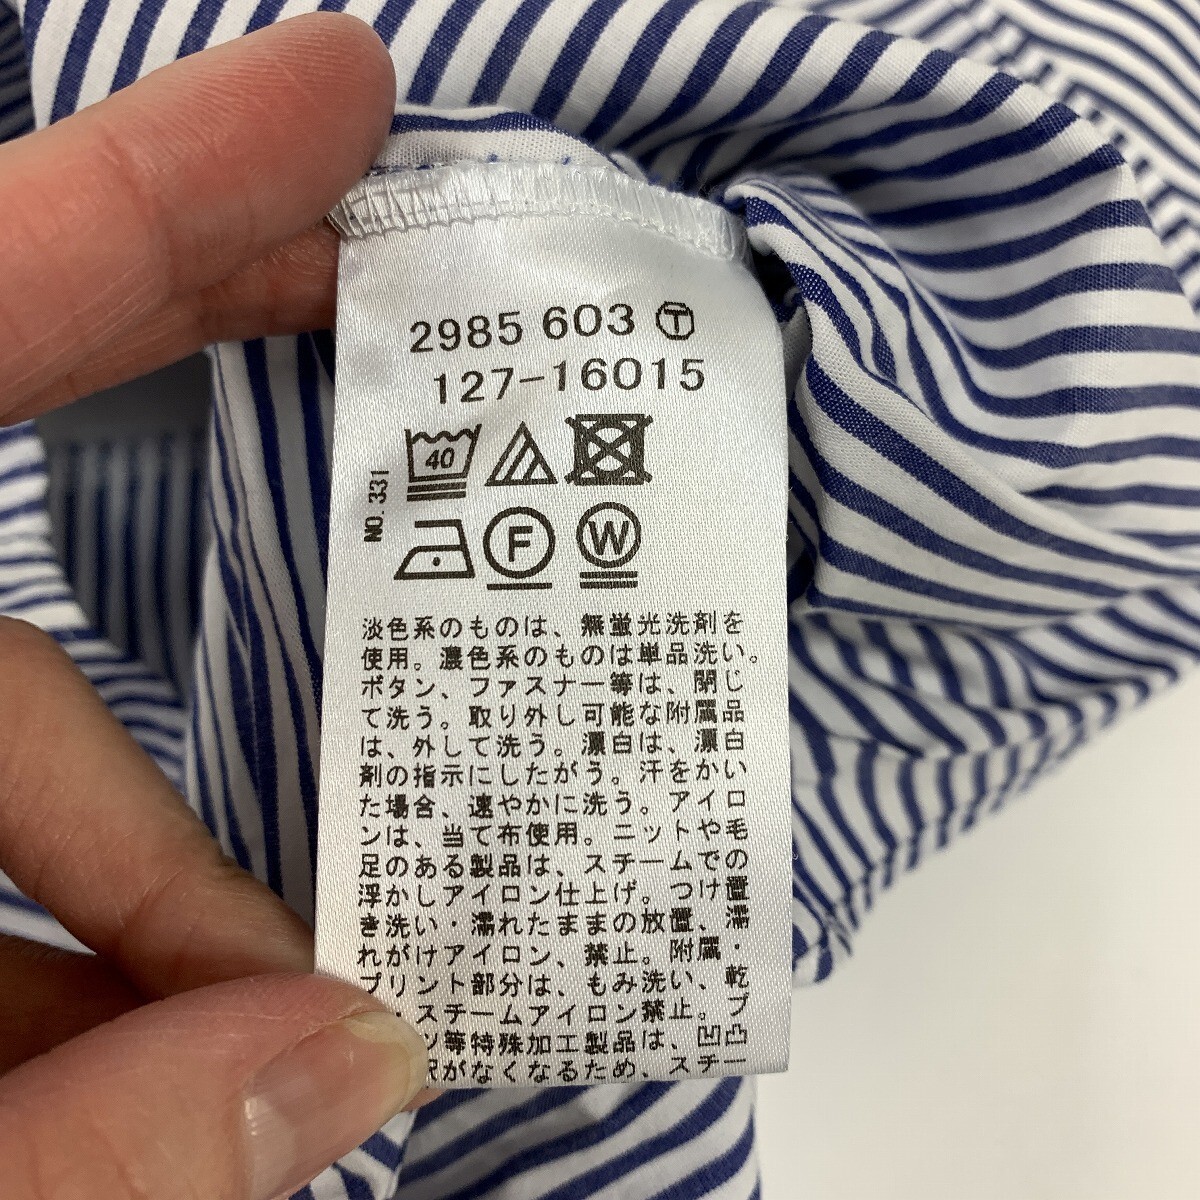 2985 603 Ⓣ
127-16015
NO.331
40
F W
淡色系のものは、無蛍光洗剤を
使用。濃色系のものは単品洗い。
ボタン、ファスナー等は、閉じ
て洗う。取り外し可能な附属品
は、外して洗う。漂白は、漂白
剤の指示にしたがう。汗をかい
た場合、速やかに洗う。アイロ
ンは、当て布使用。ニットや毛
足のある製品は、スチームでの
浮かしアイロン仕上げ。つけ置
き洗い・濡れたままの放置、濡
れがけアイロン、禁止。附属・
プリント部分は、もみ洗い、乾
・スチームアイロン禁止。プ
ツ等特殊加工製品は、凹凸
がなくなるため、スチー